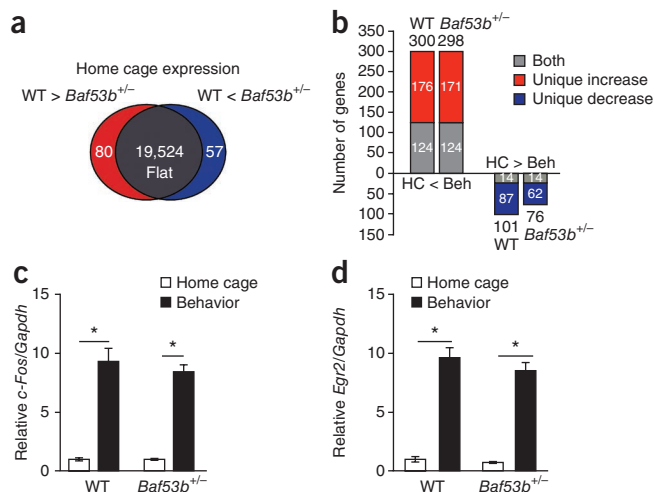 a
Home cage expression
WT > Baf53b+/–
WT < Baf53b+/–
80
19,524
Flat
57
b
WT Baf53b+/–
300 298
Number of genes
350
300
250
200
150
100
50
0
50
100
150
176
171
124
124
HC < Beh
HC > Beh
14
14
87
62
101
76
WT
Baf53b+/–
Both
Unique increase
Unique decrease
c
Home cage
Behavior
Relative c-Fos/Gapdh
15
10
5
0
*
*
WT
Baf53b+/–
d
Home cage
Behavior
Relative Egr2/Gapdh
15
10
5
0
*
*
WT
Baf53b+/–